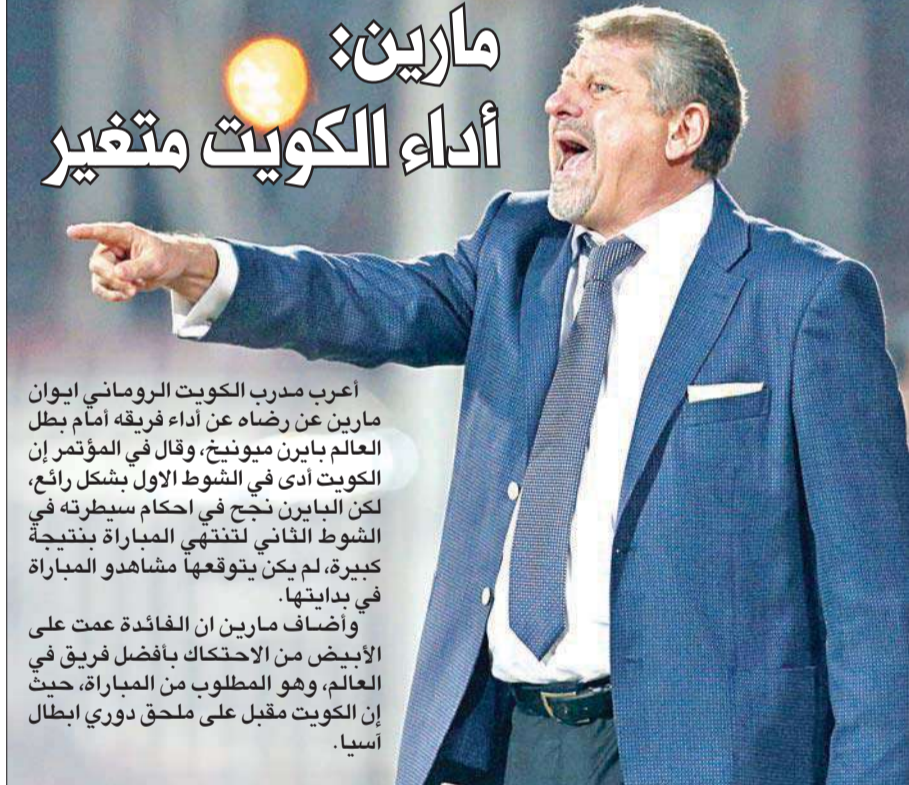 مارين:
أداء الكويت متغير
أعرب مدرب الكويت الروماني ايوان
مارين عن رضاه عن أداء فريقه أمام بطل
العالم بايرن ميونيخ، وقال في المؤتمر إن
الكويت أدى في الشوط الاول بشكل رائع،
لكن البايرن نجح في احكام سيطرته في
الشوط الثاني لتنتهي المباراة بنتيجة
كبيرة، لم يكن يتوقعها مشاهدو المباراة
في بدايتها.
وأضاف مارين ان الفائدة عمت على
الأبيض من الاحتكاك بأفضل فريق في
العالم، وهو المطلوب من المباراة، حيث
إن الكويت مقبل على ملحق دوري ابطال
آسيا.